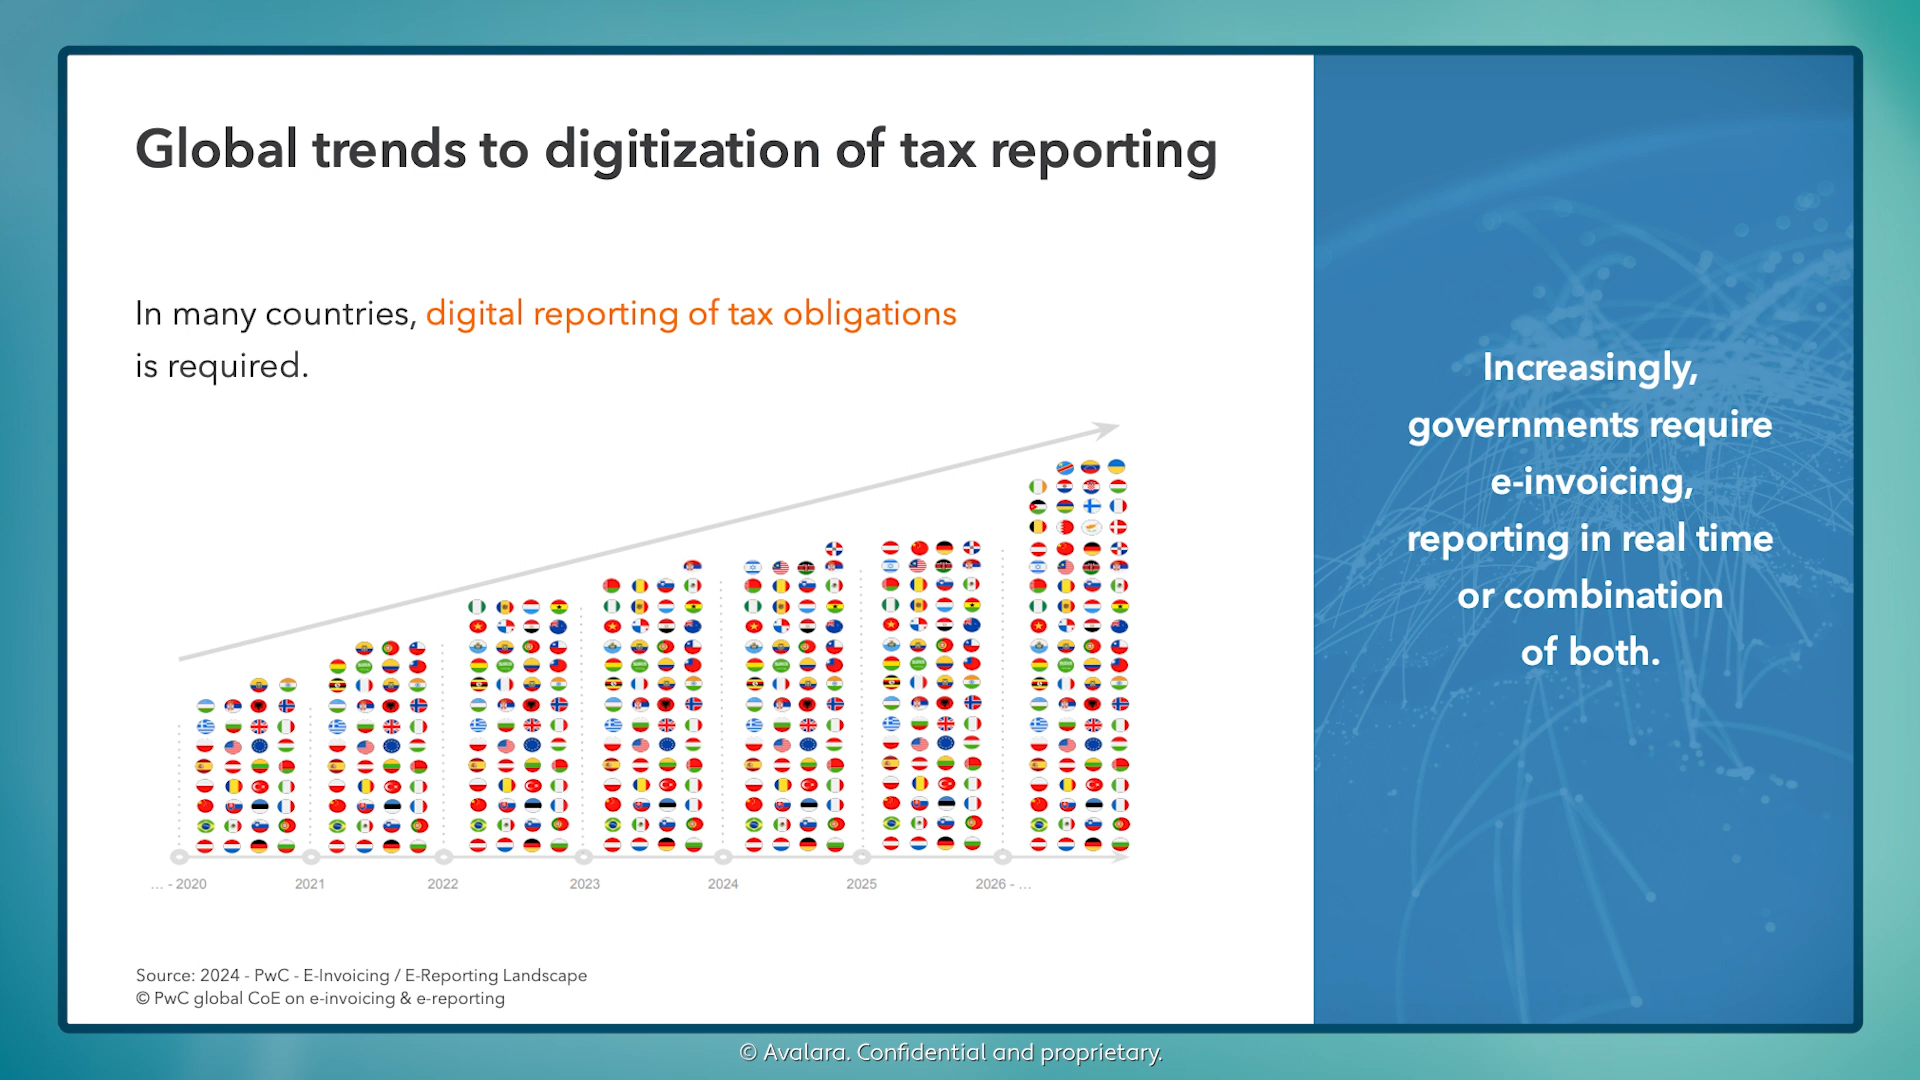 Global trends to digitization of tax reporting
In many countries, digital reporting of tax obligations
is required.
... - 2020
2021
2022
2023
2024
2025
2026 - ...
Source: 2024 - PwC - E-Invoicing / E-Reporting Landscape
© PwC global CoE on e-invoicing & e-reporting
Increasingly,
governments require
e-invoicing,
reporting in real time
or combination
of both.
© Avalara. Confidential and proprietary.